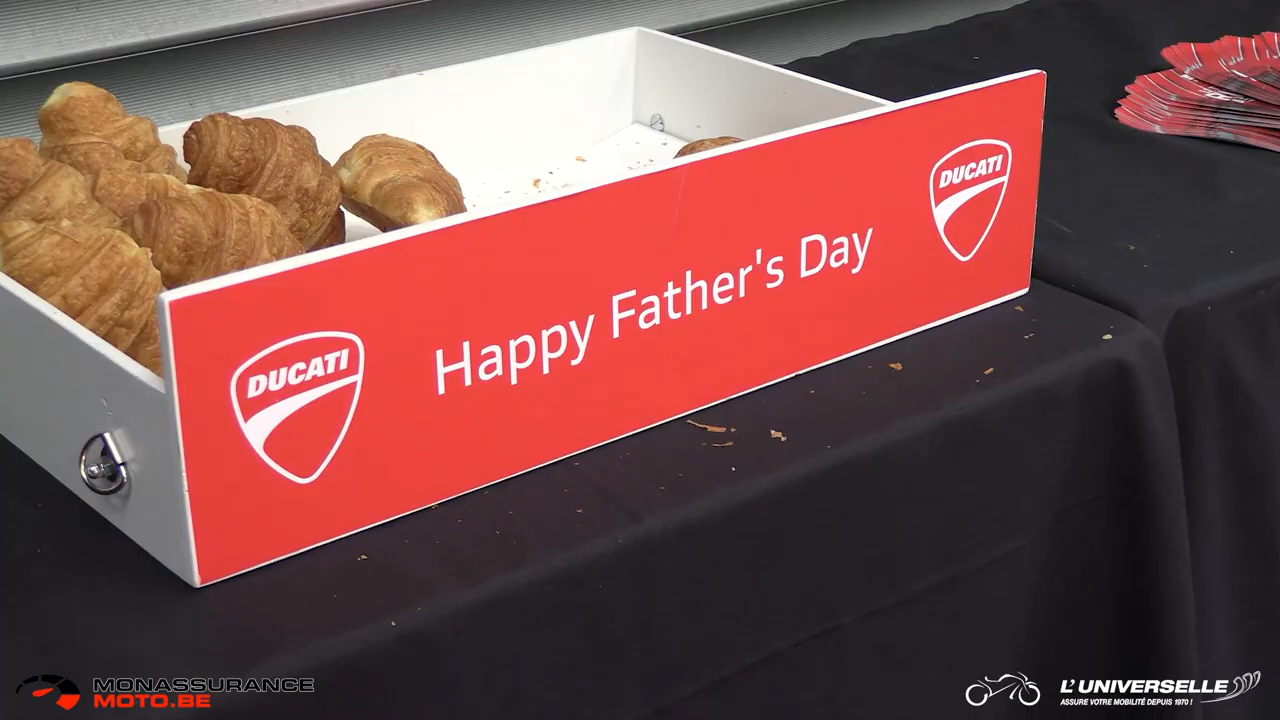 DUCATI
Happy Father's Day
DUCATI
MONASSURANCE
MOTO.BE
L'UNIVERSELLE
ASSURE VOTRE MOBILITÉ DEPUIS 1970 !